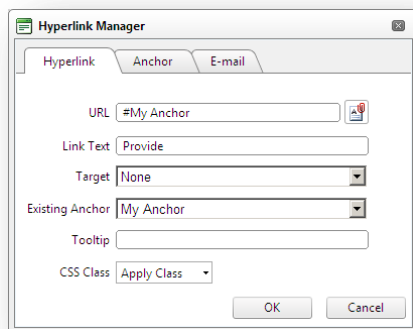 Hyperlink Manager
Hyperlink Anchor E-mail
URL #My Anchor
Link Text Provide
Target None
Existing Anchor My Anchor
Tooltip
CSS Class Apply Class
OK Cancel